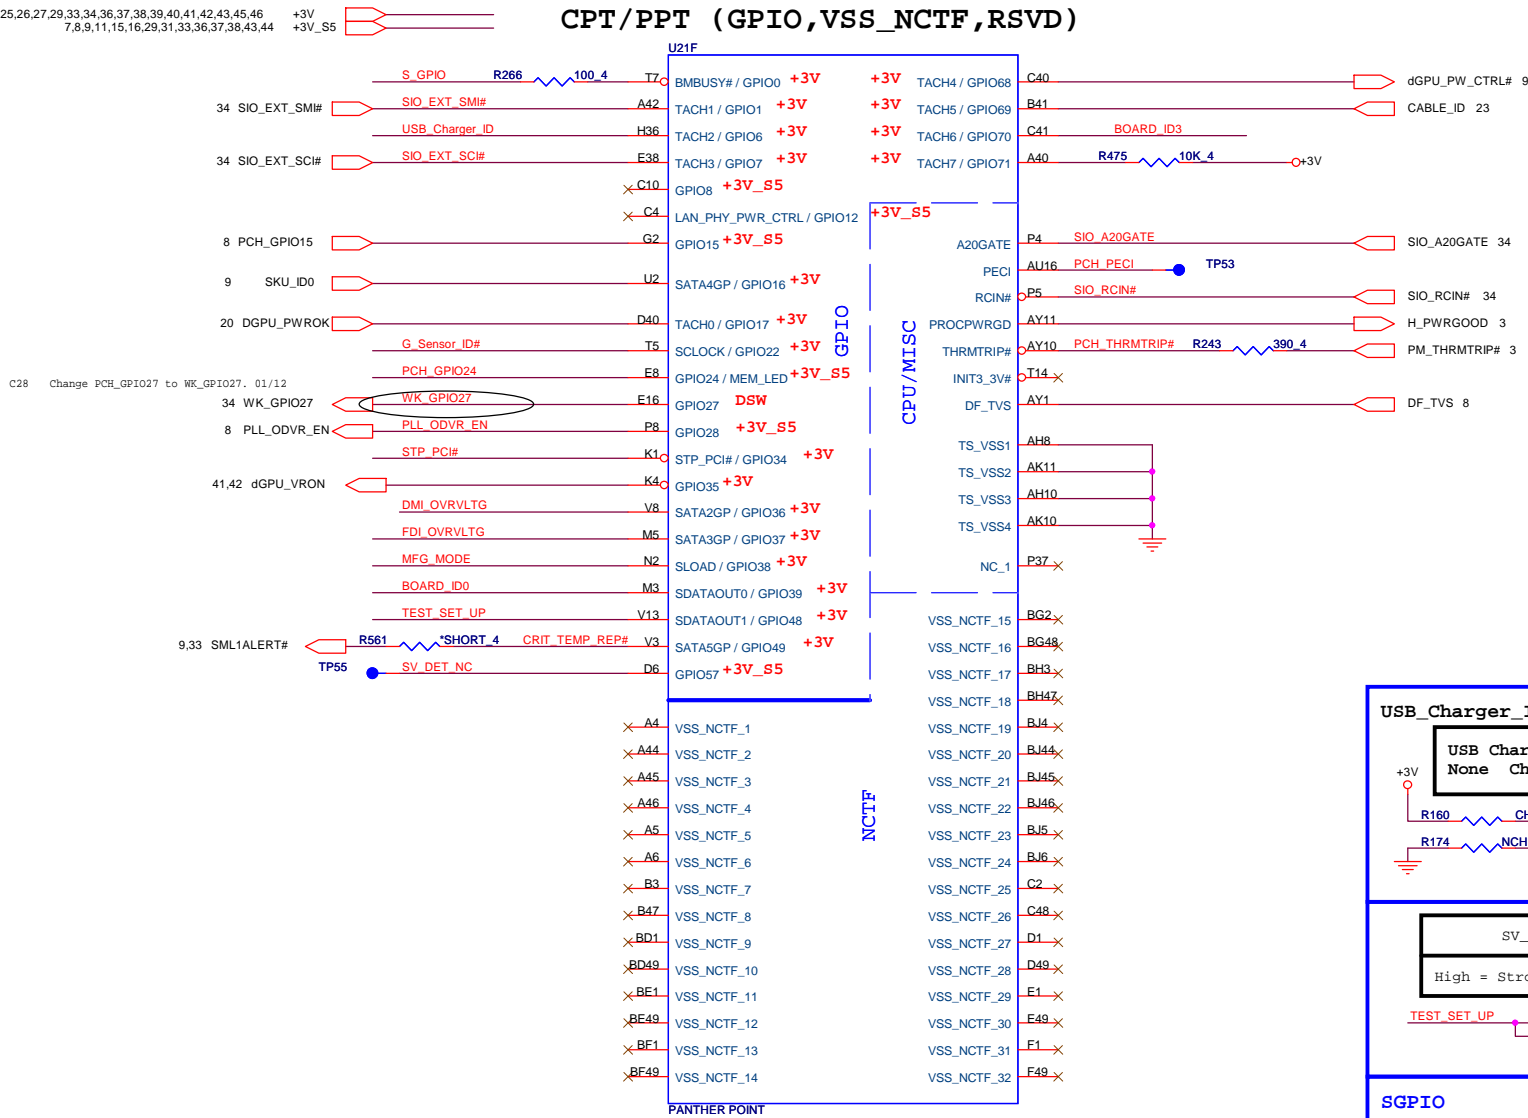 25,26,27,29,33,34,36,37,38,39,40,41,42,43,45,46 +3V
7,8,9,11,15,16,29,31,33,36,37,38,43,44 +3V_S5
CPT/PPT (GPIO,VSS_NCTF,RSVD)
U21F
S_GPIO R266 100_4 T7 BMBUSY# / GPIO0 +3V
34 SIO_EXT_SMI# SIO_EXT_SMI# A42 TACH1 / GPIO1 +3V
USB_Charger_ID H36 TACH2 / GPIO6 +3V
34 SIO_EXT_SCI# SIO_EXT_SCI# E38 TACH3 / GPIO7 +3V
C10 GPIO8 +3V_S5
C4 LAN_PHY_PWR_CTRL / GPIO12 +3V_S5
8 PCH_GPIO15 G2 GPIO15 +3V_S5
9 SKU_ID0 U2 SATA4GP / GPIO16 +3V
20 DGPU_PWROK D40 TACH0 / GPIO17 +3V
G_Sensor_ID# T5 SCLOCK / GPIO22 +3V
PCH_GPIO24 E8 GPIO24 / MEM_LED +3V_S5
C28 Change PCH_GPIO27 to WK_GPIO27. 01/12
34 WK_GPIO27 WK_GPIO27 E16 GPIO27 DSW
8 PLL_ODVR_EN PLL_ODVR_EN P8 GPIO28 +3V_S5
STP_PCI# K1 STP_PCI# / GPIO34 +3V
41,42 dGPU_VRON K4 GPIO35 +3V
DMI_OVRVLTG V8 SATA2GP / GPIO36 +3V
FDI_OVRVLTG M5 SATA3GP / GPIO37 +3V
MFG_MODE N2 SLOAD / GPIO38 +3V
BOARD_ID0 M3 SDATAOUT0 / GPIO39 +3V
TEST_SET_UP V13 SDATAOUT1 / GPIO48 +3V
9,33 SML1ALERT# R561 *SHORT_4 CRIT_TEMP_REP# V3 SATA5GP / GPIO49 +3V
TP55 SV_DET_NC D6 GPIO57 +3V_S5
GPIO
A4 VSS_NCTF_1
A44 VSS_NCTF_2
A45 VSS_NCTF_3
A46 VSS_NCTF_4
A5 VSS_NCTF_5
A6 VSS_NCTF_6
B3 VSS_NCTF_7
B47 VSS_NCTF_8
BD1 VSS_NCTF_9
BD49 VSS_NCTF_10
BE1 VSS_NCTF_11
BE49 VSS_NCTF_12
BF1 VSS_NCTF_13
BF49 VSS_NCTF_14
NCTF
+3V TACH4 / GPIO68 C40 dGPU_PW_CTRL# 9
+3V TACH5 / GPIO69 B41 CABLE_ID 23
+3V TACH6 / GPIO70 C41 BOARD_ID3
+3V TACH7 / GPIO71 A40 R475 10K_4 +3V
CPU/MISC
A20GATE P4 SIO_A20GATE SIO_A20GATE 34
PECI AU16 PCH_PECI TP53
RCIN# P5 SIO_RCIN# SIO_RCIN# 34
PROCPWRGD AY11 H_PWRGOOD 3
THRMTRIP# AY10 PCH_THRMTRIP# R243 390_4 PM_THRMTRIP# 3
INIT3_3V# T14
DF_TVS AY1 DF_TVS 8
TS_VSS1 AH8
TS_VSS2 AK11
TS_VSS3 AH10
TS_VSS4 AK10
NC_1 P37
VSS_NCTF_15 BG2
VSS_NCTF_16 BG48
VSS_NCTF_17 BH3
VSS_NCTF_18 BH47
VSS_NCTF_19 BJ4
VSS_NCTF_20 BJ44
VSS_NCTF_21 BJ45
VSS_NCTF_22 BJ46
VSS_NCTF_23 BJ5
VSS_NCTF_24 BJ6
VSS_NCTF_25 C2
VSS_NCTF_26 C48
VSS_NCTF_27 D1
VSS_NCTF_28 D49
VSS_NCTF_29 E1
VSS_NCTF_30 E49
VSS_NCTF_31 F1
VSS_NCTF_32 F49
PANTHER POINT
USB_Charger_I
USB Char
None Ch
+3V
R160 CH
R174 NCH
SV_
High = Stro
TEST_SET_UP
SGPIO